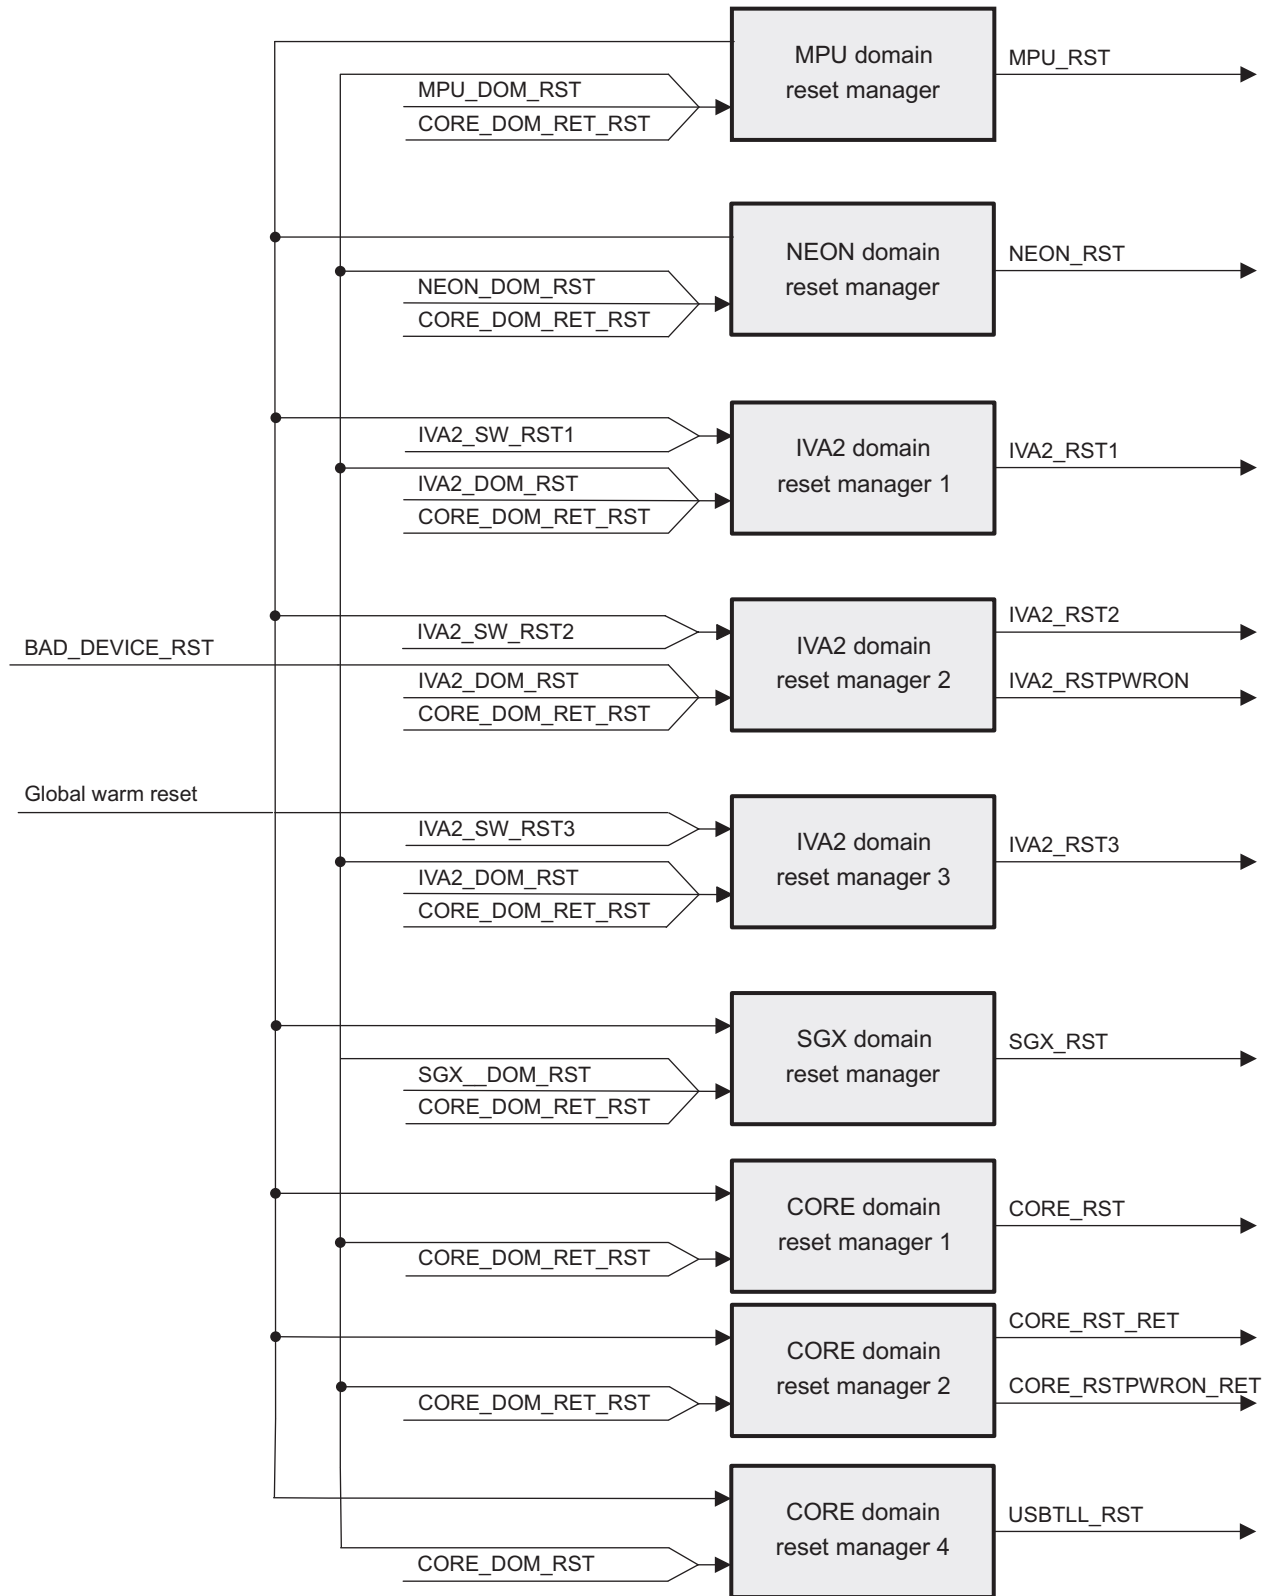 MPU domain
reset manager
MPU_RST
MPU_DOM_RST
CORE_DOM_RET_RST
NEON domain
reset manager
NEON_RST
NEON_DOM_RST
CORE_DOM_RET_RST
IVA2_SW_RST1
IVA2 domain
reset manager 1
IVA2_RST1
IVA2_DOM_RST
CORE_DOM_RET_RST
BAD_DEVICE_RST
IVA2_SW_RST2
IVA2 domain
reset manager 2
IVA2_RST2
IVA2_RSTPWRON
IVA2_DOM_RST
CORE_DOM_RET_RST
Global warm reset
IVA2_SW_RST3
IVA2 domain
reset manager 3
IVA2_RST3
IVA2_DOM_RST
CORE_DOM_RET_RST
SGX domain
reset manager
SGX_RST
SGX__DOM_RST
CORE_DOM_RET_RST
CORE domain
reset manager 1
CORE_RST
CORE_DOM_RET_RST
CORE domain
reset manager 2
CORE_RST_RET
CORE_RSTPWRON_RET
CORE_DOM_RET_RST
CORE domain
reset manager 4
USBTLL_RST
CORE_DOM_RST